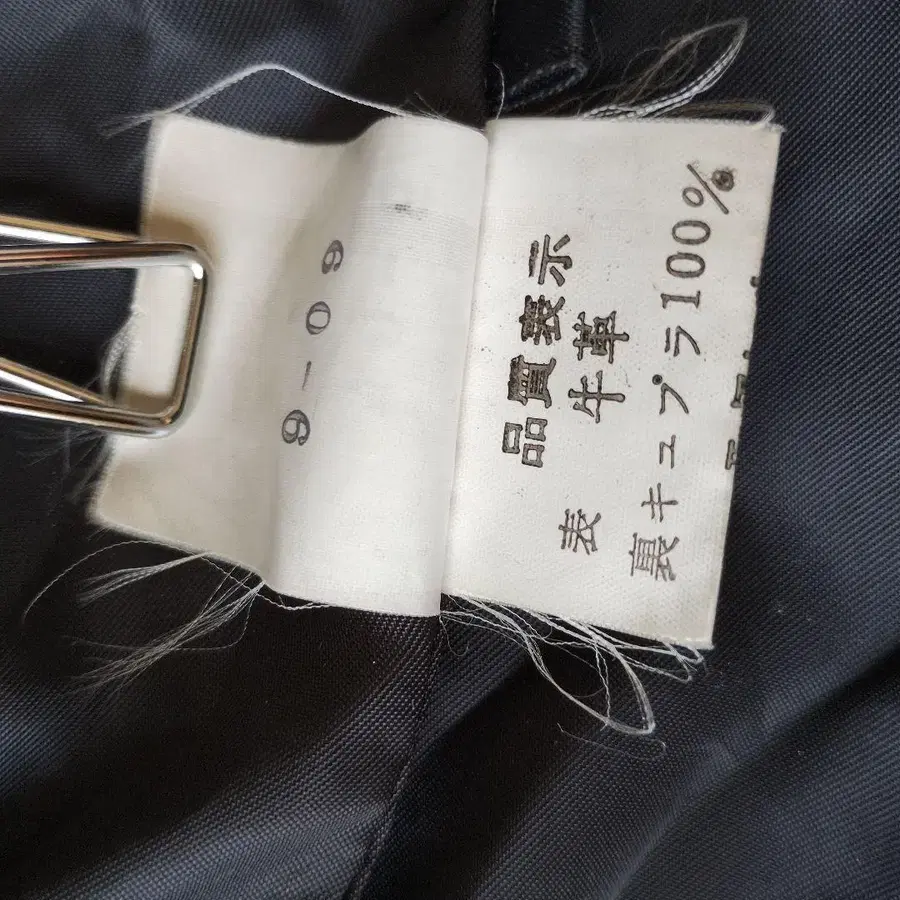 品質表示
表 牛革
裏 キュプラ100%
9-09